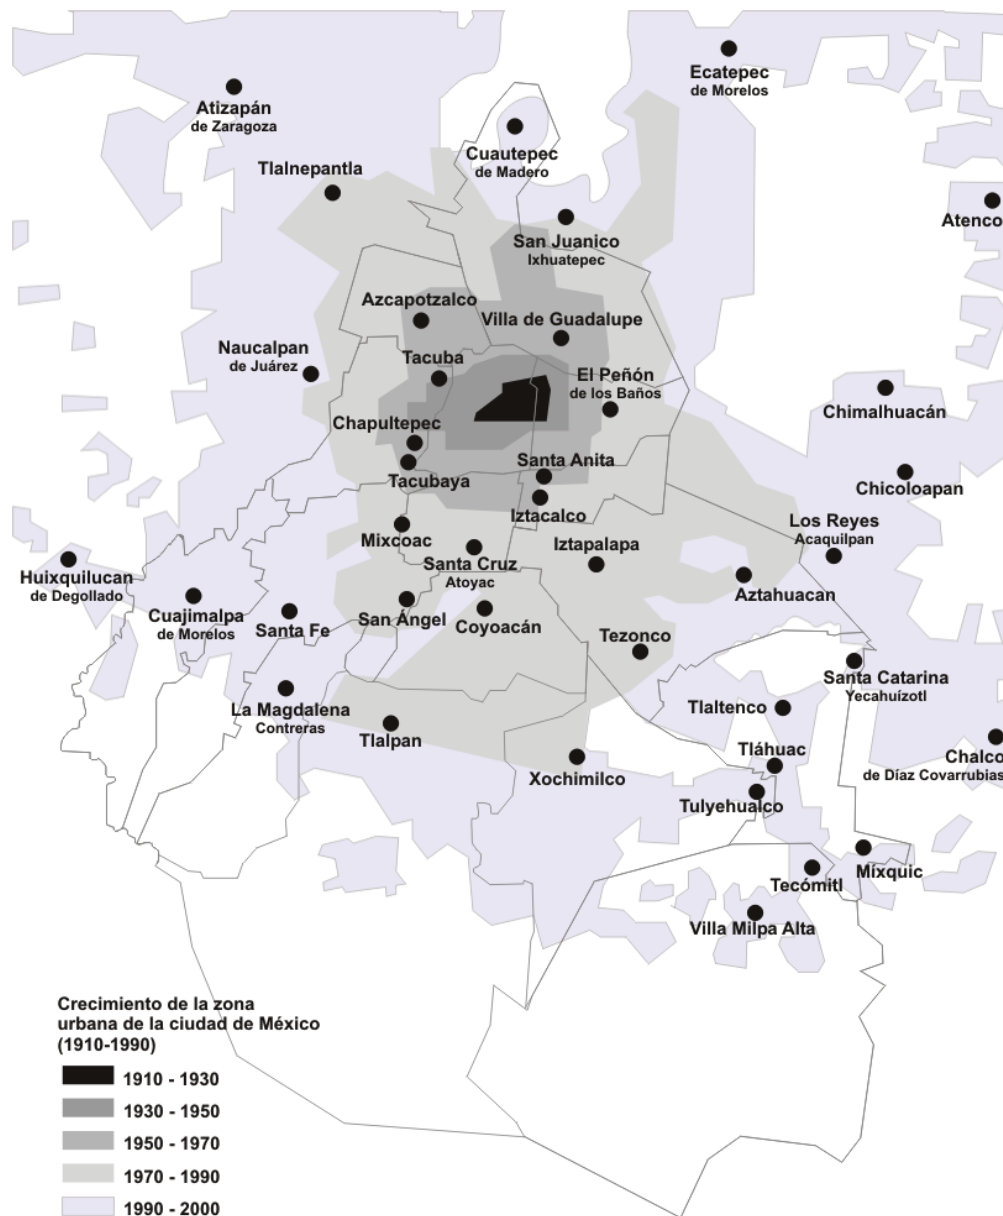 Ecatepec
de Morelos
Atizapán
de Zaragoza
Cuautepec
de Madero
Tlalnepantla
Atenco
San Juanico
Ixhuatepec
Azcapotzalco
Villa de Guadalupe
Naucalpan
de Juárez
Tacuba
El Peñón
de los Baños
Chimalhuacán
Chapultepec
Santa Anita
Tacubaya
Chicoloapan
Iztacalco
Los Reyes
Acaquilpan
Mixcoac
Iztapalapa
Santa Cruz
Atoyac
Huixquilucan
de Degollado
Aztahuacan
Cuajimalpa
de Morelos
Santa Fe
San Ángel
Coyoacán
Tezonco
Santa Catarina
Yecahuízotl
La Magdalena
Contreras
Tlaltenco
Tlalpan
Tláhuac
Chalco
de Díaz Covarrubias
Xochimilco
Tulyehualco
Míxquic
Tecómitl
Villa Milpa Alta
Crecimiento de la zona
urbana de la ciudad de México
(1910-1990)
1910 - 1930
1930 - 1950
1950 - 1970
1970 - 1990
1990 - 2000